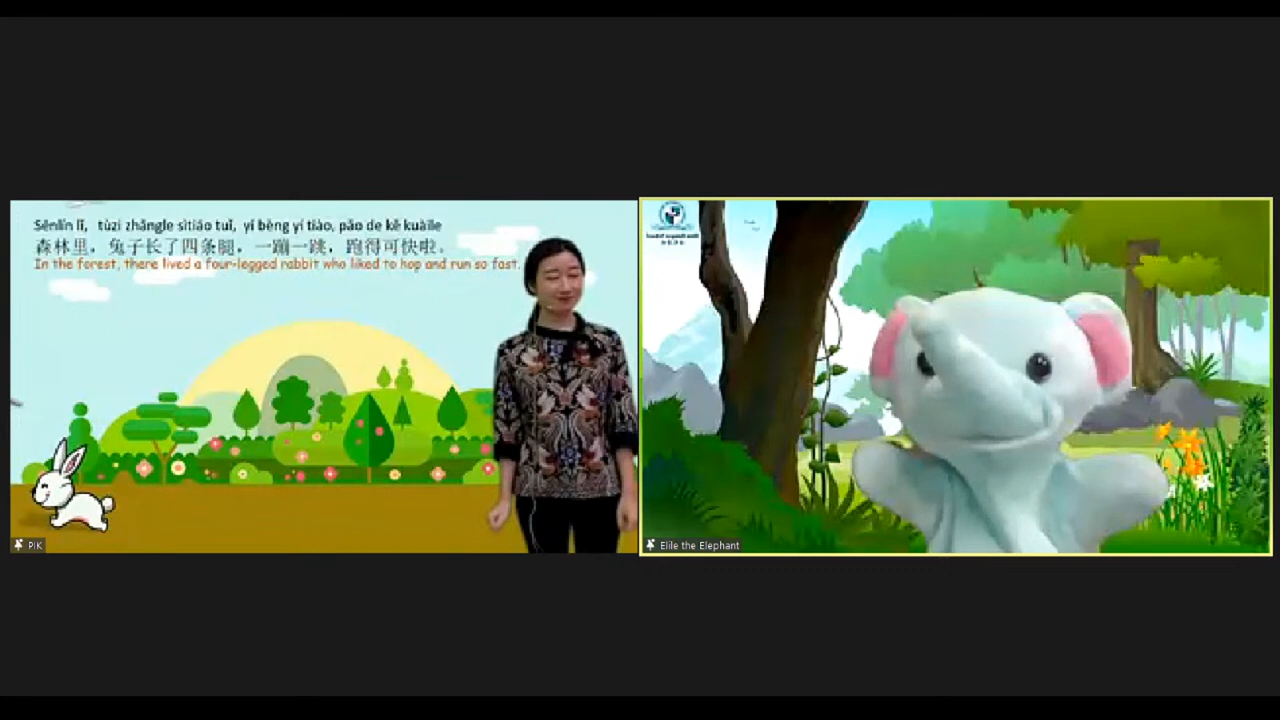 Sēnlín lǐ, tùzi zhǎngle sìtiáo tuǐ, yí bèng yí tiào, pǎo de kě kuàile
森林里，兔子长了四条腿，一蹦一跳，跑得可快啦。
In the forest, there lived a four-legged rabbit who liked to hop and run so fast.
PIK
Elile the Elephant